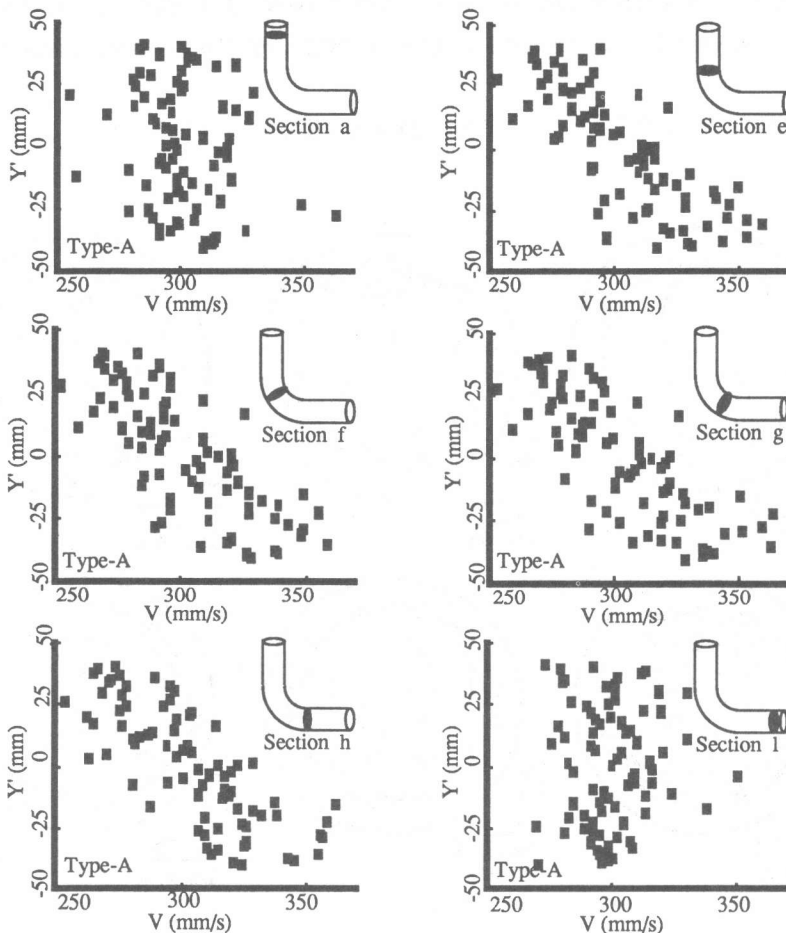 50
25
0
-25
-50
Y' (mm)
Section a
Type-A
250
300
350
V (mm/s)
50
25
0
-25
-50
Y' (mm)
Section e
Type-A
250
300
350
V (mm/s)
50
25
0
-25
-50
Y' (mm)
Section f
Type-A
250
300
350
V (mm/s)
50
25
0
-25
-50
Y' (mm)
Section g
Type-A
250
300
350
V (mm/s)
50
25
0
-25
-50
Y' (mm)
Section h
Type-A
250
300
350
V (mm/s)
50
25
0
-25
-50
Y' (mm)
Section l
Type-A
250
300
350
V (mm/s)